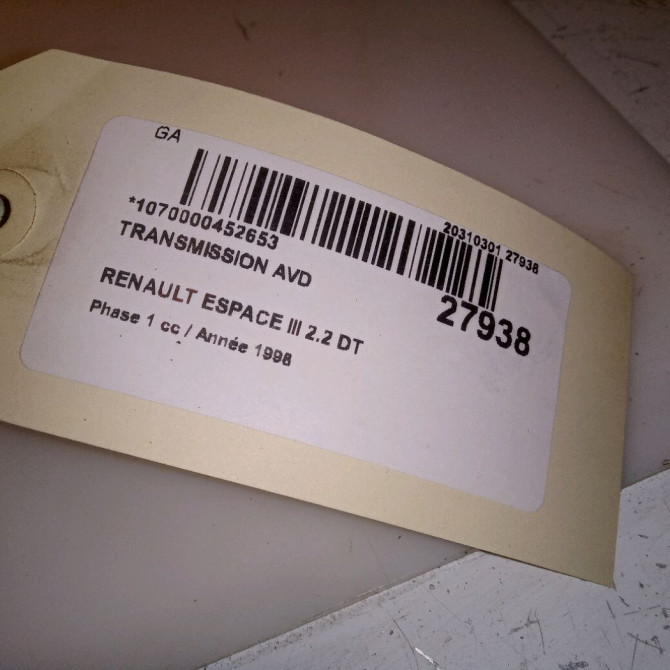 GA
*1070000452653
20310301 27938
TRANSMISSION AVD
27938
RENAULT ESPACE III 2.2 DT
Phase 1 cc / Année 1998